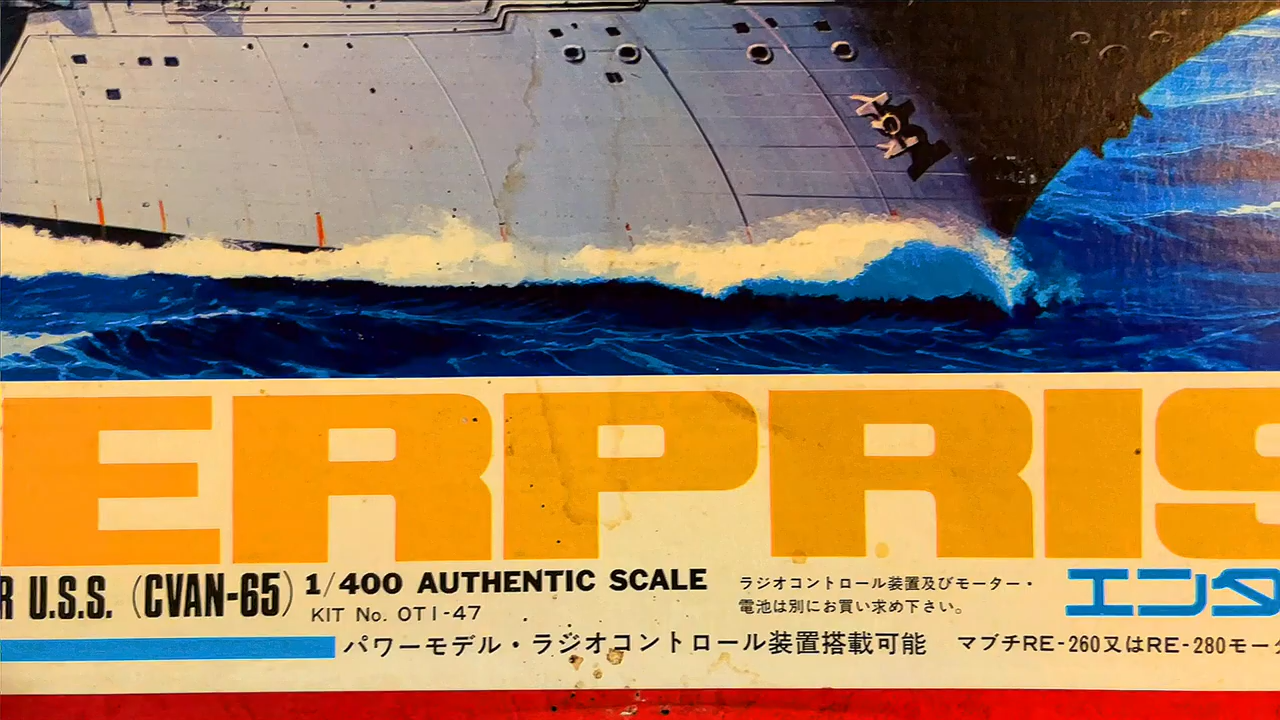 ERPRIS
R U.S.S. (CVAN-65) 1/400 AUTHENTIC SCALE
KIT No. OT1-47
ラジオコントロール装置及びモーター・
電池は別にお買い求め下さい。
エンタ
パワーモデル・ラジオコントロール装置搭載可能 マブチRE-260又はRE-280モー